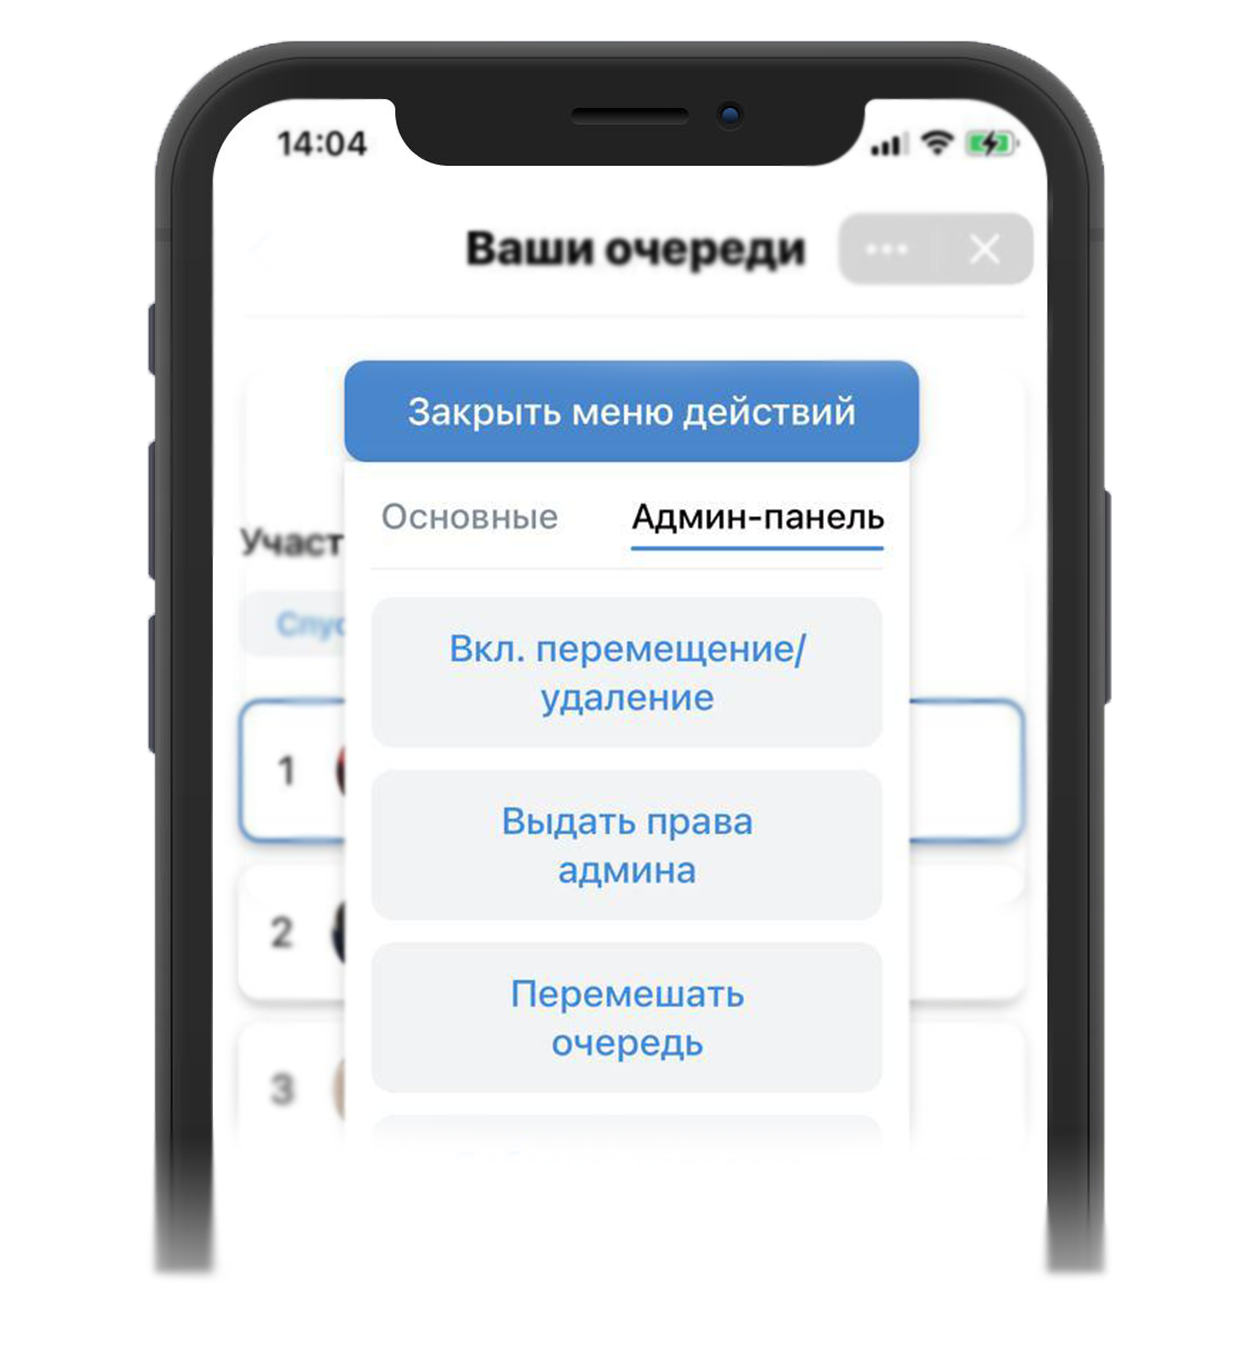 14:04
Ваши очереди
Закрыть меню действий
Основные Админ-панель
Участ
Спус
Вкл. перемещение/
удаление
1
Выдать права
админа
2
Перемешать
очередь
3